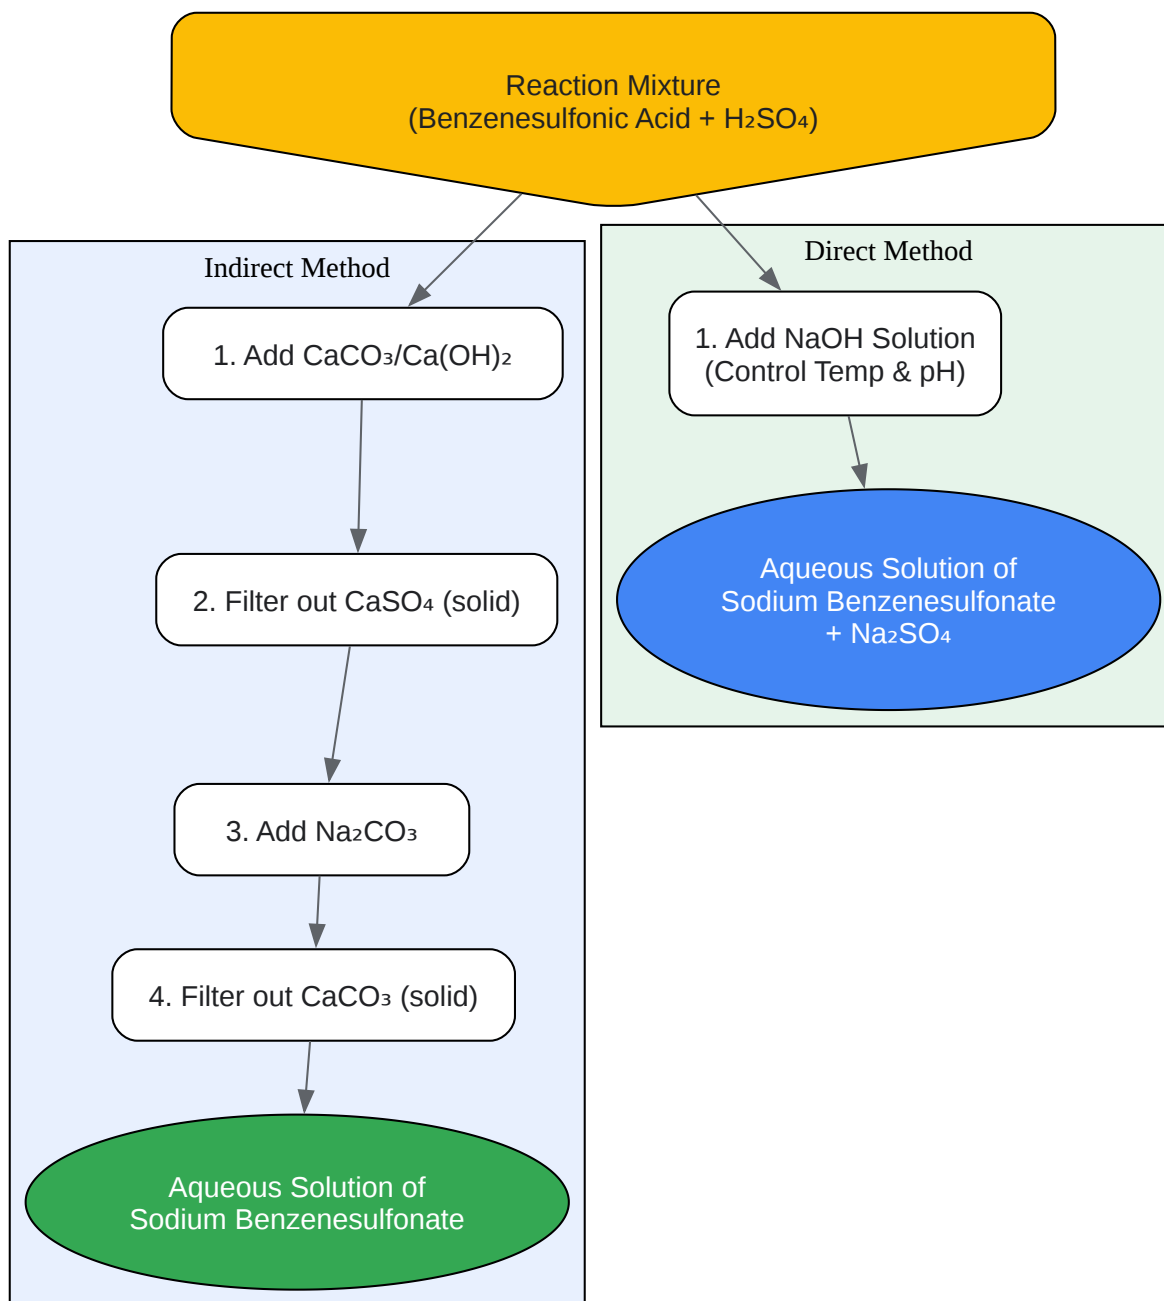 Reaction Mixture
(Benzenesulfonic Acid + H₂SO₄)
Indirect Method
1. Add CaCO₃/Ca(OH)₂
2. Filter out CaSO₄ (solid)
3. Add Na₂CO₃
4. Filter out CaCO₃ (solid)
Aqueous Solution of
Sodium Benzenesulfonate
Direct Method
1. Add NaOH Solution
(Control Temp & pH)
Aqueous Solution of
Sodium Benzenesulfonate
+ Na₂SO₄